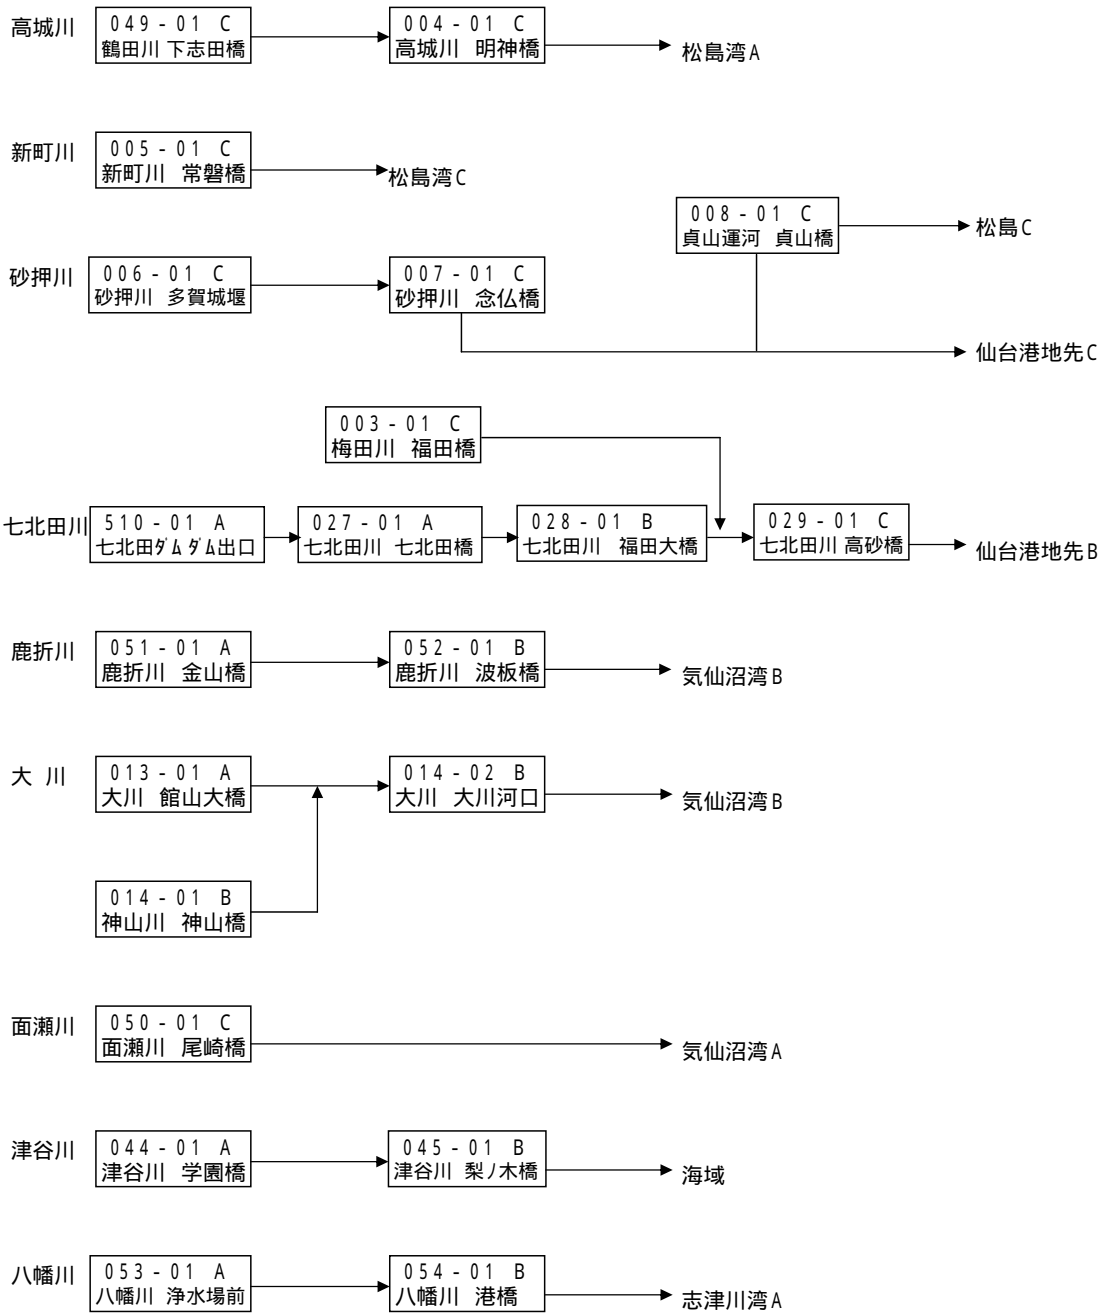 高城川
049-01 C
鶴田川 下志田橋
004-01 C
高城川 明神橋
松島湾A
新町川
005-01 C
新町川 常磐橋
松島湾C
008-01 C
貞山運河 貞山橋
松島C
砂押川
006-01 C
砂押川 多賀城堰
007-01 C
砂押川 念仏橋
仙台港地先C
003-01 C
梅田川 福田橋
七北田川
510-01 A
七北田ﾀﾞﾑ ﾀﾞﾑ出口
027-01 A
七北田川 七北田橋
028-01 B
七北田川 福田大橋
029-01 C
七北田川 高砂橋
仙台港地先B
鹿折川
051-01 A
鹿折川 金山橋
052-01 B
鹿折川 波板橋
気仙沼湾B
大 川
013-01 A
大川 館山大橋
014-02 B
大川 大川河口
気仙沼湾B
014-01 B
神山川 神山橋
面瀬川
050-01 C
面瀬川 尾崎橋
気仙沼湾A
津谷川
044-01 A
津谷川 学園橋
045-01 B
津谷川 梨ﾉ木橋
海域
八幡川
053-01 A
八幡川 浄水場前
054-01 B
八幡川 港橋
志津川湾A